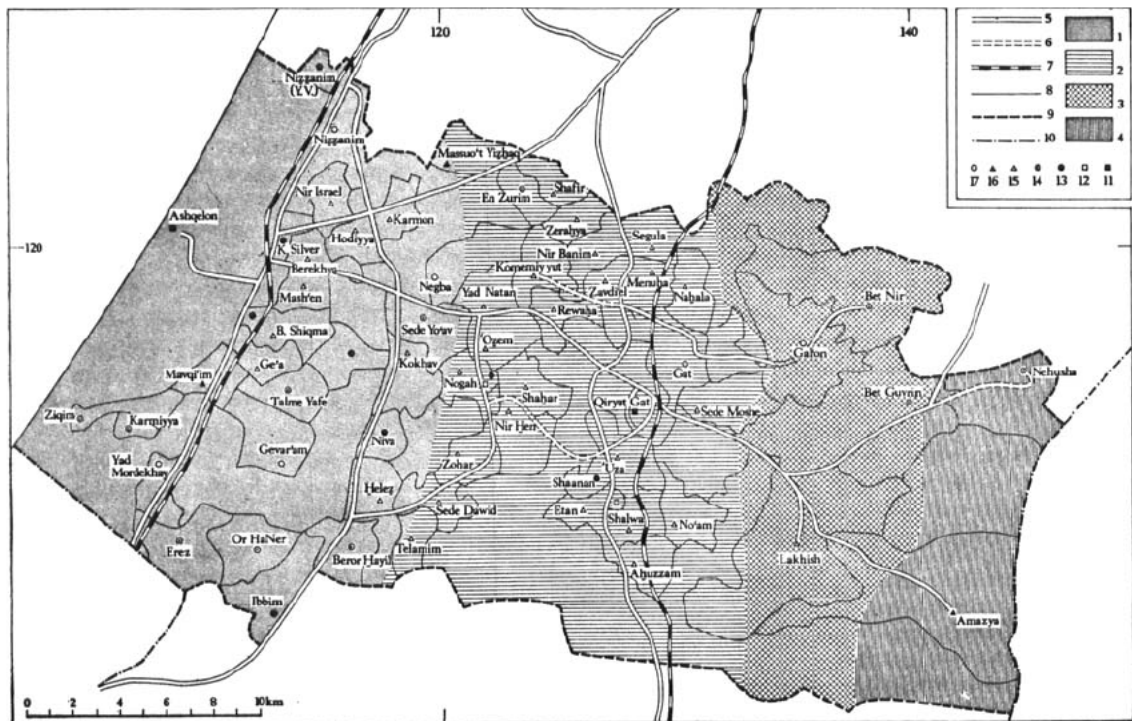 120
140
5
1
6
7
2
8
9
3
10
4
17 16 15 14 13 12 11
Nizzanim
(Y.V.)
Nizzanim
Massuo't Yizhaq
Nir Israel
En Zurim
Shafir
Ashqelon
Karmon
Zerahya
120
Hodiyya
K. Silver
Segula
Berekhya
Nir Banim
Komemiyyut
Negba
Mash'en
Yad Natan
Zavdiel
Menuha
Nahala
Bet Nir
Rewaha
Sede Yo'av
B. Shiqma
Ozem
Galon
Kokhav
Ge'a
Mavqi'im
Nogah
Gat
Nehusha
Talme Yafe
Shahar
Bet Guvrin
Ziqim
Karmiyya
Qiryat Gat
Sede Moshe
Nir Hen
Niva
Gevar'am
Yad
Mordekhay
Zohar
Uza
Shaanan
Helez
Sede Dawid
Etan
Shalwa
No'am
Erez
Or HaNer
Telamim
Beror Hayil
Lakhish
Ahuzzam
Ibbim
Amazya
0 2 4 6 8 10km